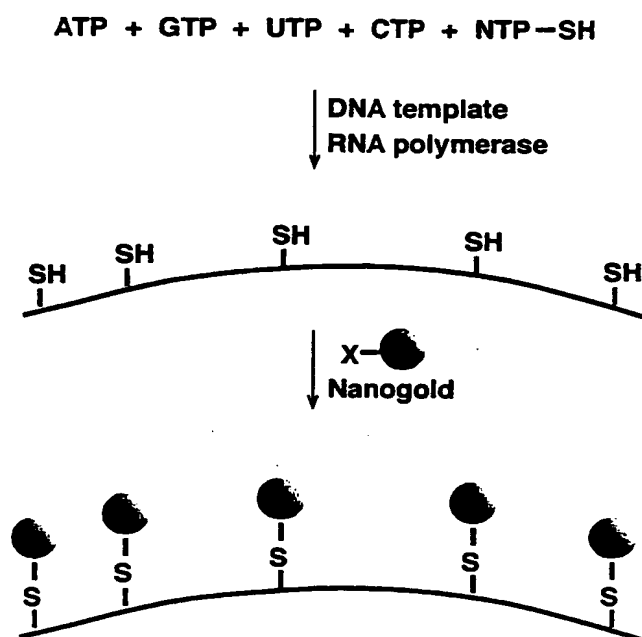 ATP + GTP + UTP + CTP + NTP–SH
DNA template
RNA polymerase
SH SH SH SH SH
X
Nanogold
S S S S S